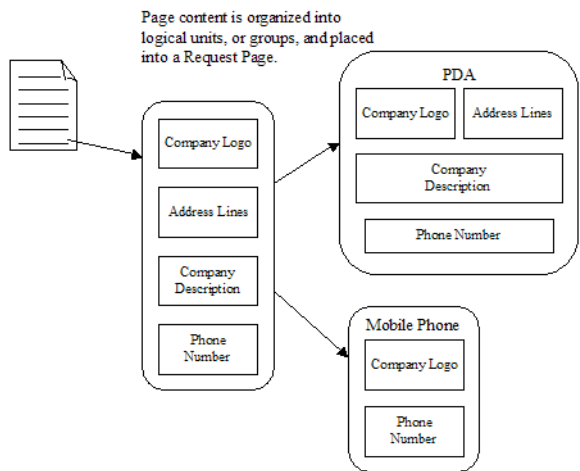 Page content is organized into
logical units, or groups, and placed
into a Request Page.
Company Logo
Address Lines
Company
Description
Phone
Number
PDA
Company Logo
Address Lines
Company
Description
Phone Number
Mobile Phone
Company Logo
Phone
Number